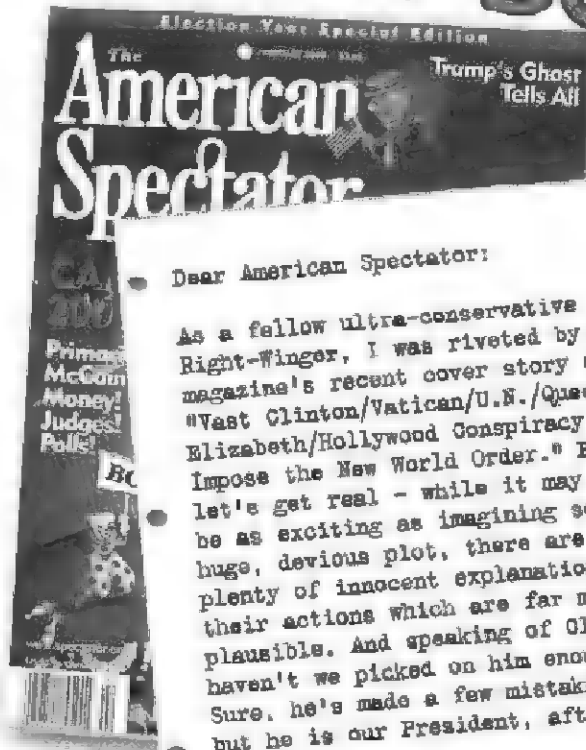 Election Year Special Edition
The
American
Spectator
Trump's Ghost
Tells All
Primar
McCain
Money!
Judges!
Polls!
BO
Dear American Spectator:
As a fellow ultra-conservative
Right-Winger, I was riveted by
magazine's recent cover story
"Vast Clinton/Vatican/U.N./Quee
Elizabeth/Hollywood Conspiracy
Impose the New World Order."
let's get real – while it may
be as exciting as imagining
huge, devious plot, there are
plenty of innocent explanatio
their actions which are far
plausible. And speaking of
haven't we picked on him eno
Sure, he's made a few mistak
but he is our President, aft